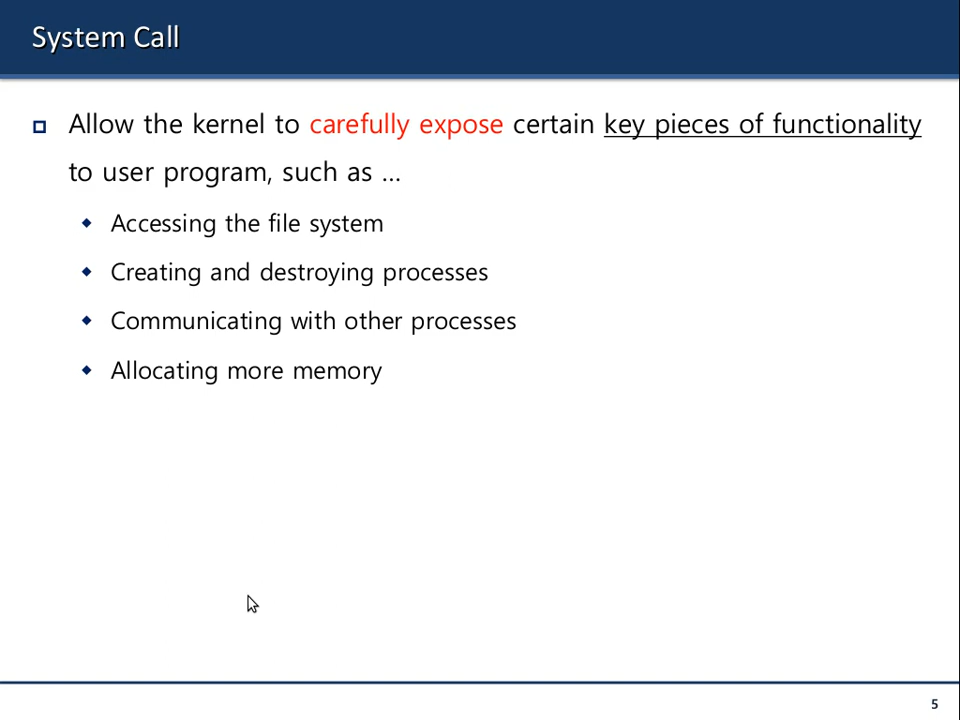 System Call
Allow the kernel to carefully expose certain key pieces of functionality
to user program, such as …
Accessing the file system
Creating and destroying processes
Communicating with other processes
Allocating more memory
5